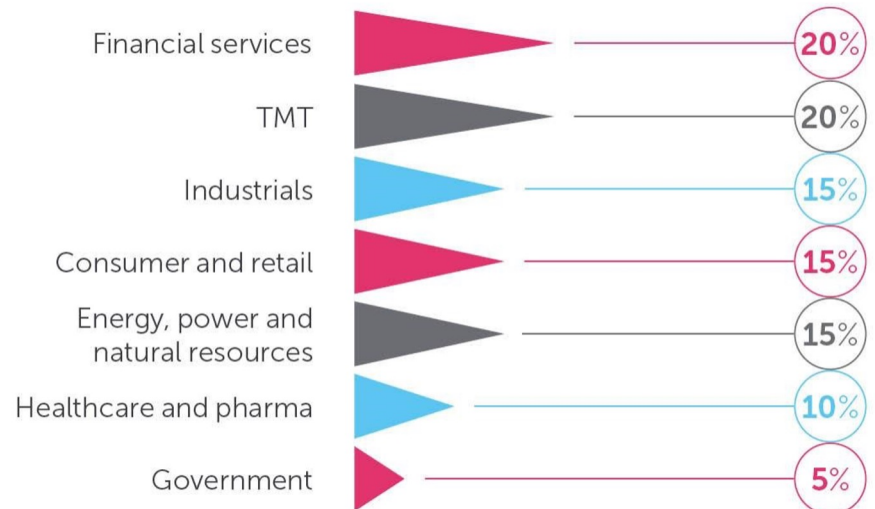 Financial services 20%
TMT 20%
Industrials 15%
Consumer and retail 15%
Energy, power and
natural resources 15%
Healthcare and pharma 10%
Government 5%